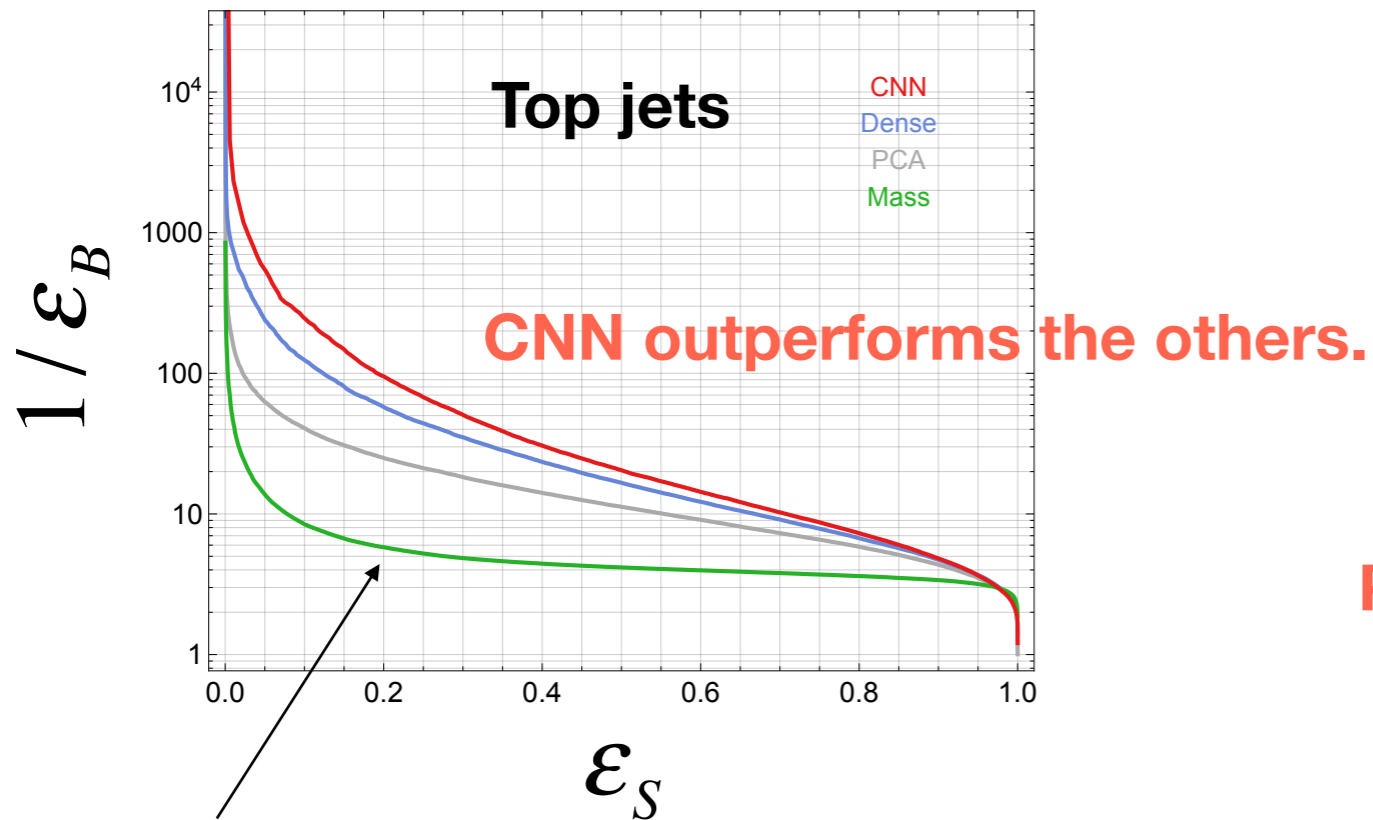 Top jets
CNN
Dense
PCA
Mass
CNN outperforms the others.
1 / ε_B
10⁴
1000
100
10
1
0.0 0.2 0.4 0.6 0.8 1.0
ε_S